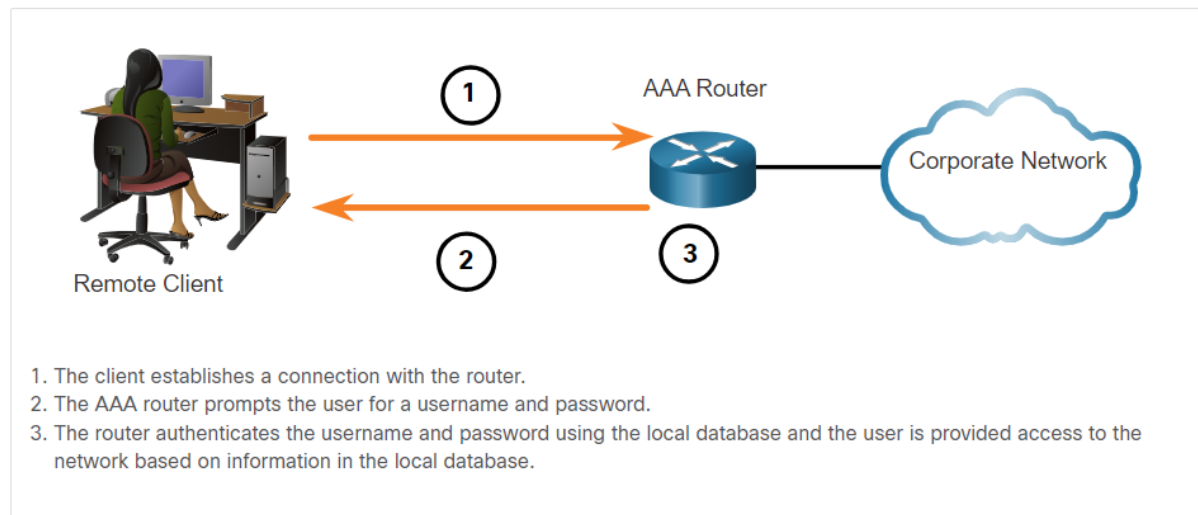 1
AAA Router
Corporate Network
2
3
Remote Client
1. The client establishes a connection with the router.
2. The AAA router prompts the user for a username and password.
3. The router authenticates the username and password using the local database and the user is provided access to the
network based on information in the local database.